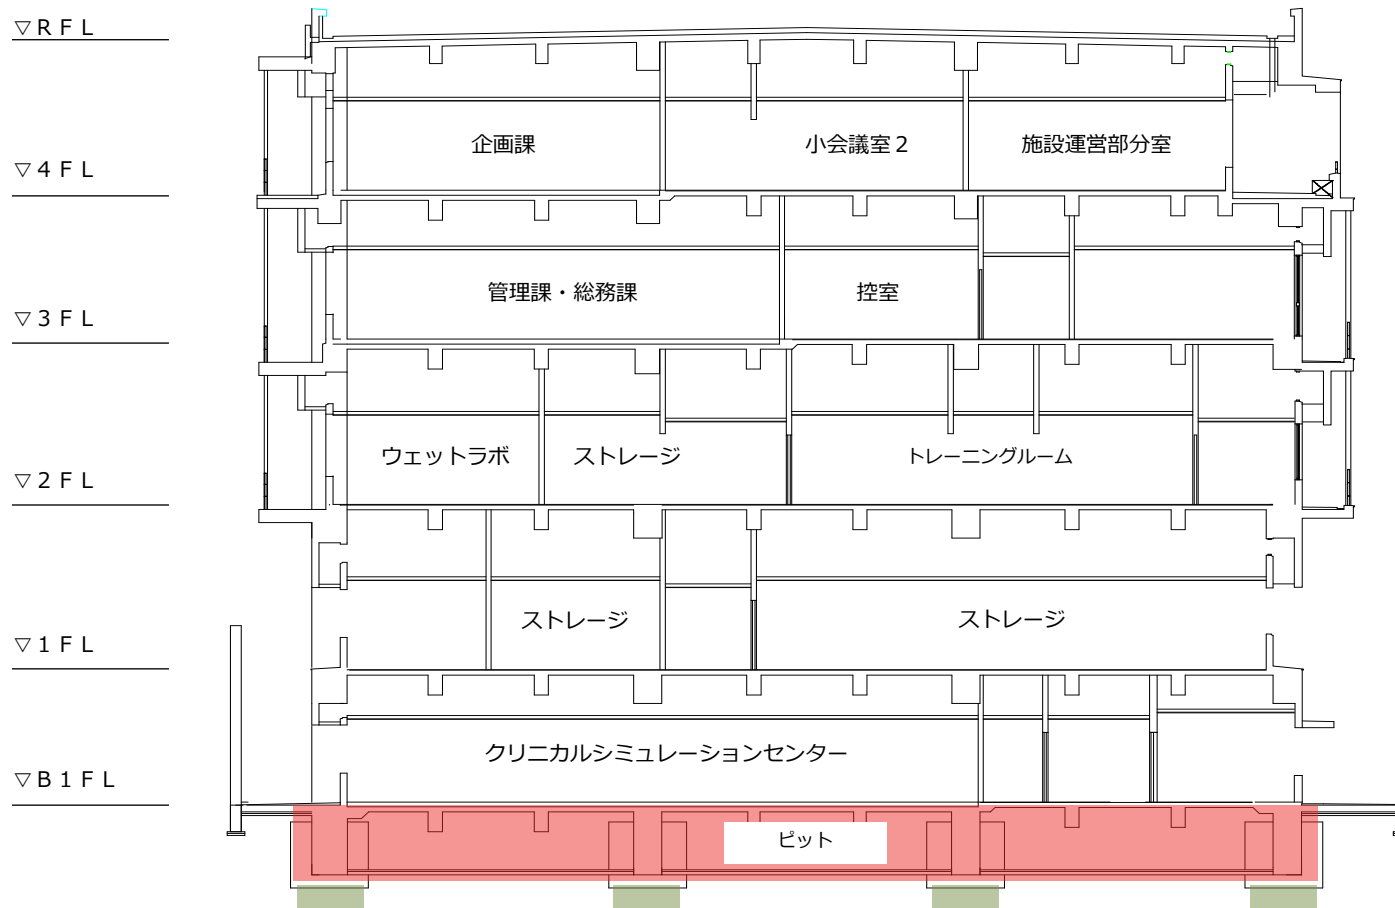 ▽ＲＦＬ
企画課
小会議室２
施設運営部分室
▽４ＦＬ
管理課・総務課
控室
▽３ＦＬ
ウェットラボ
ストレージ
トレーニングルーム
▽２ＦＬ
ストレージ
ストレージ
▽１ＦＬ
クリニカルシミュレーションセンター
▽Ｂ１ＦＬ
ピット